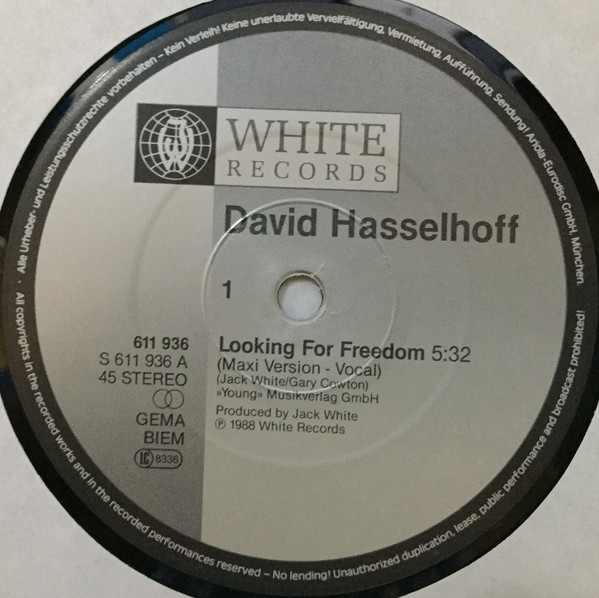 Alle Urheber- und Leistungsschutzrechte vorbehalten – Kein Verleih! Keine unerlaubte Vervielfältigung, Vermietung, Aufführung, Sendung! Ariola-Eurodisc GmbH, München.
WHITE
RECORDS
David Hasselhoff
1
611 936
S 611 936 A
45 STEREO
GEMA
BIEM
LC 8336
Looking For Freedom 5:32
(Maxi Version - Vocal)
(Jack White/Gary Cowton)
»Young« Musikverlag GmbH
Produced by Jack White
℗ 1988 White Records
· All copyrights in the recorded works and in the recorded performances reserved – No lending! Unauthorized duplication, lease, public performance and broadcast prohibited!